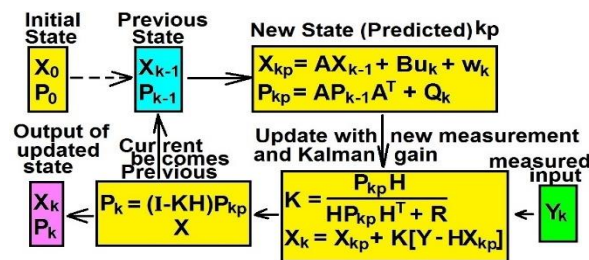 Initial State
X₀
P₀
Previous State
Xₖ₋₁
Pₖ₋₁
New State (Predicted) kp
Xₖₚ = AXₖ₋₁ + Buₖ + wₖ
Pₖₚ = APₖ₋₁Aᵀ + Qₖ
Update with new measurement
and Kalman gain
measured input
Yₖ
K = PₖₚH / HPₖₚHᵀ + R
Xₖ = Xₖₚ + K[Y - HXₖₚ]
Pₖ = (I-KH)Pₖₚ
X
Current
becomes
Previous
Output of
updated
state
Xₖ
Pₖ